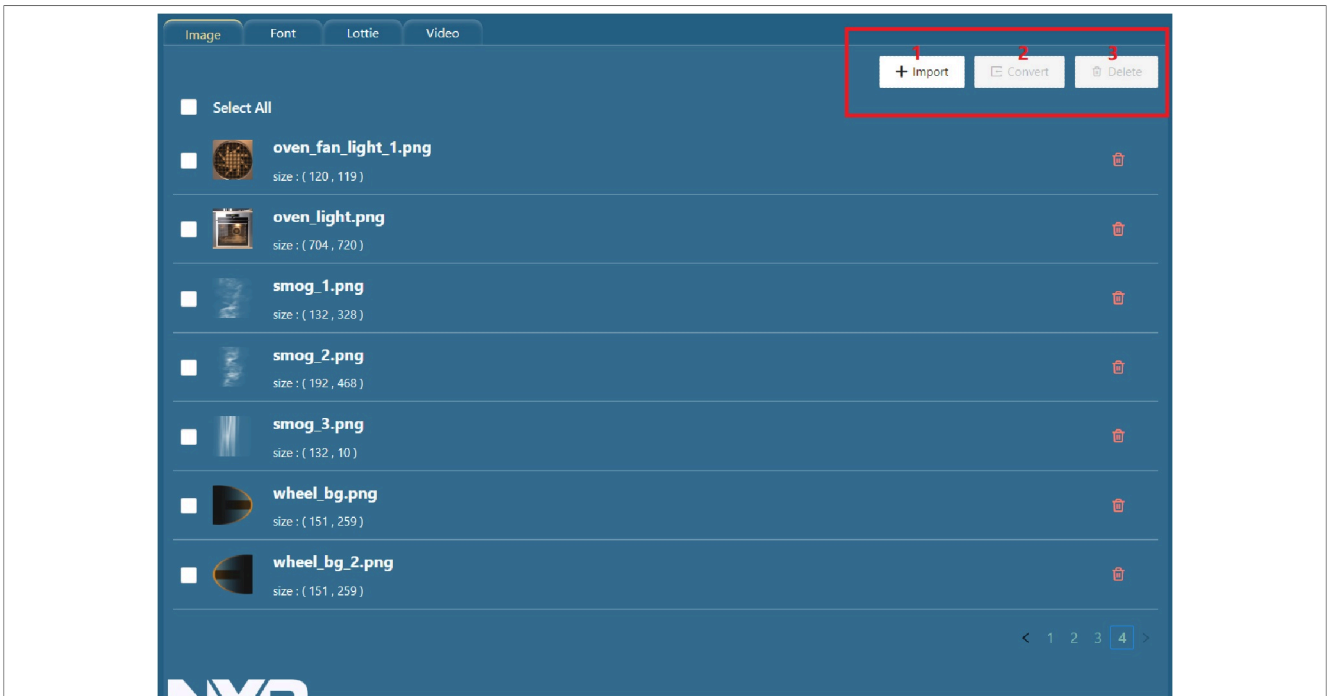 Image Font Lottie Video
1 2 3
+ Import Convert Delete
Select All
oven_fan_light_1.png
size : ( 120 , 119 )
oven_light.png
size : ( 704 , 720 )
smog_1.png
size : ( 132 , 328 )
smog_2.png
size : ( 192 , 468 )
smog_3.png
size : ( 132 , 10 )
wheel_bg.png
size : ( 151 , 259 )
wheel_bg_2.png
size : ( 151 , 259 )
< 1 2 3 4 >